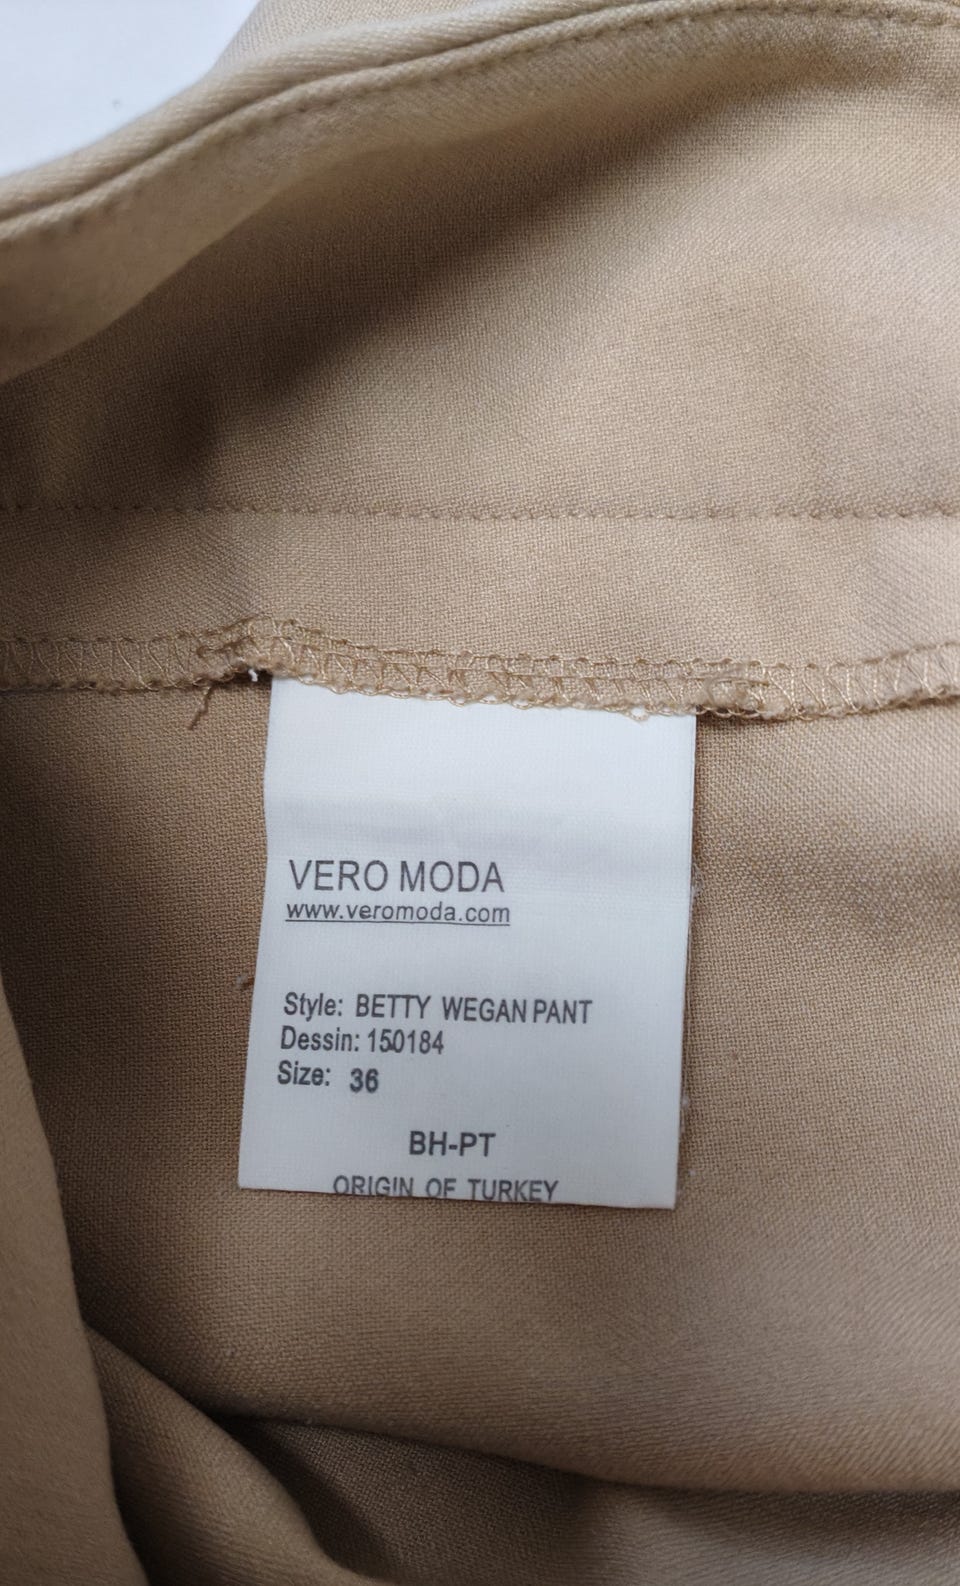 VERO MODA
www.veromoda.com
Style: BETTY WEGAN PANT
Dessin: 150184
Size: 36
BH-PT
ORIGIN OF TURKEY